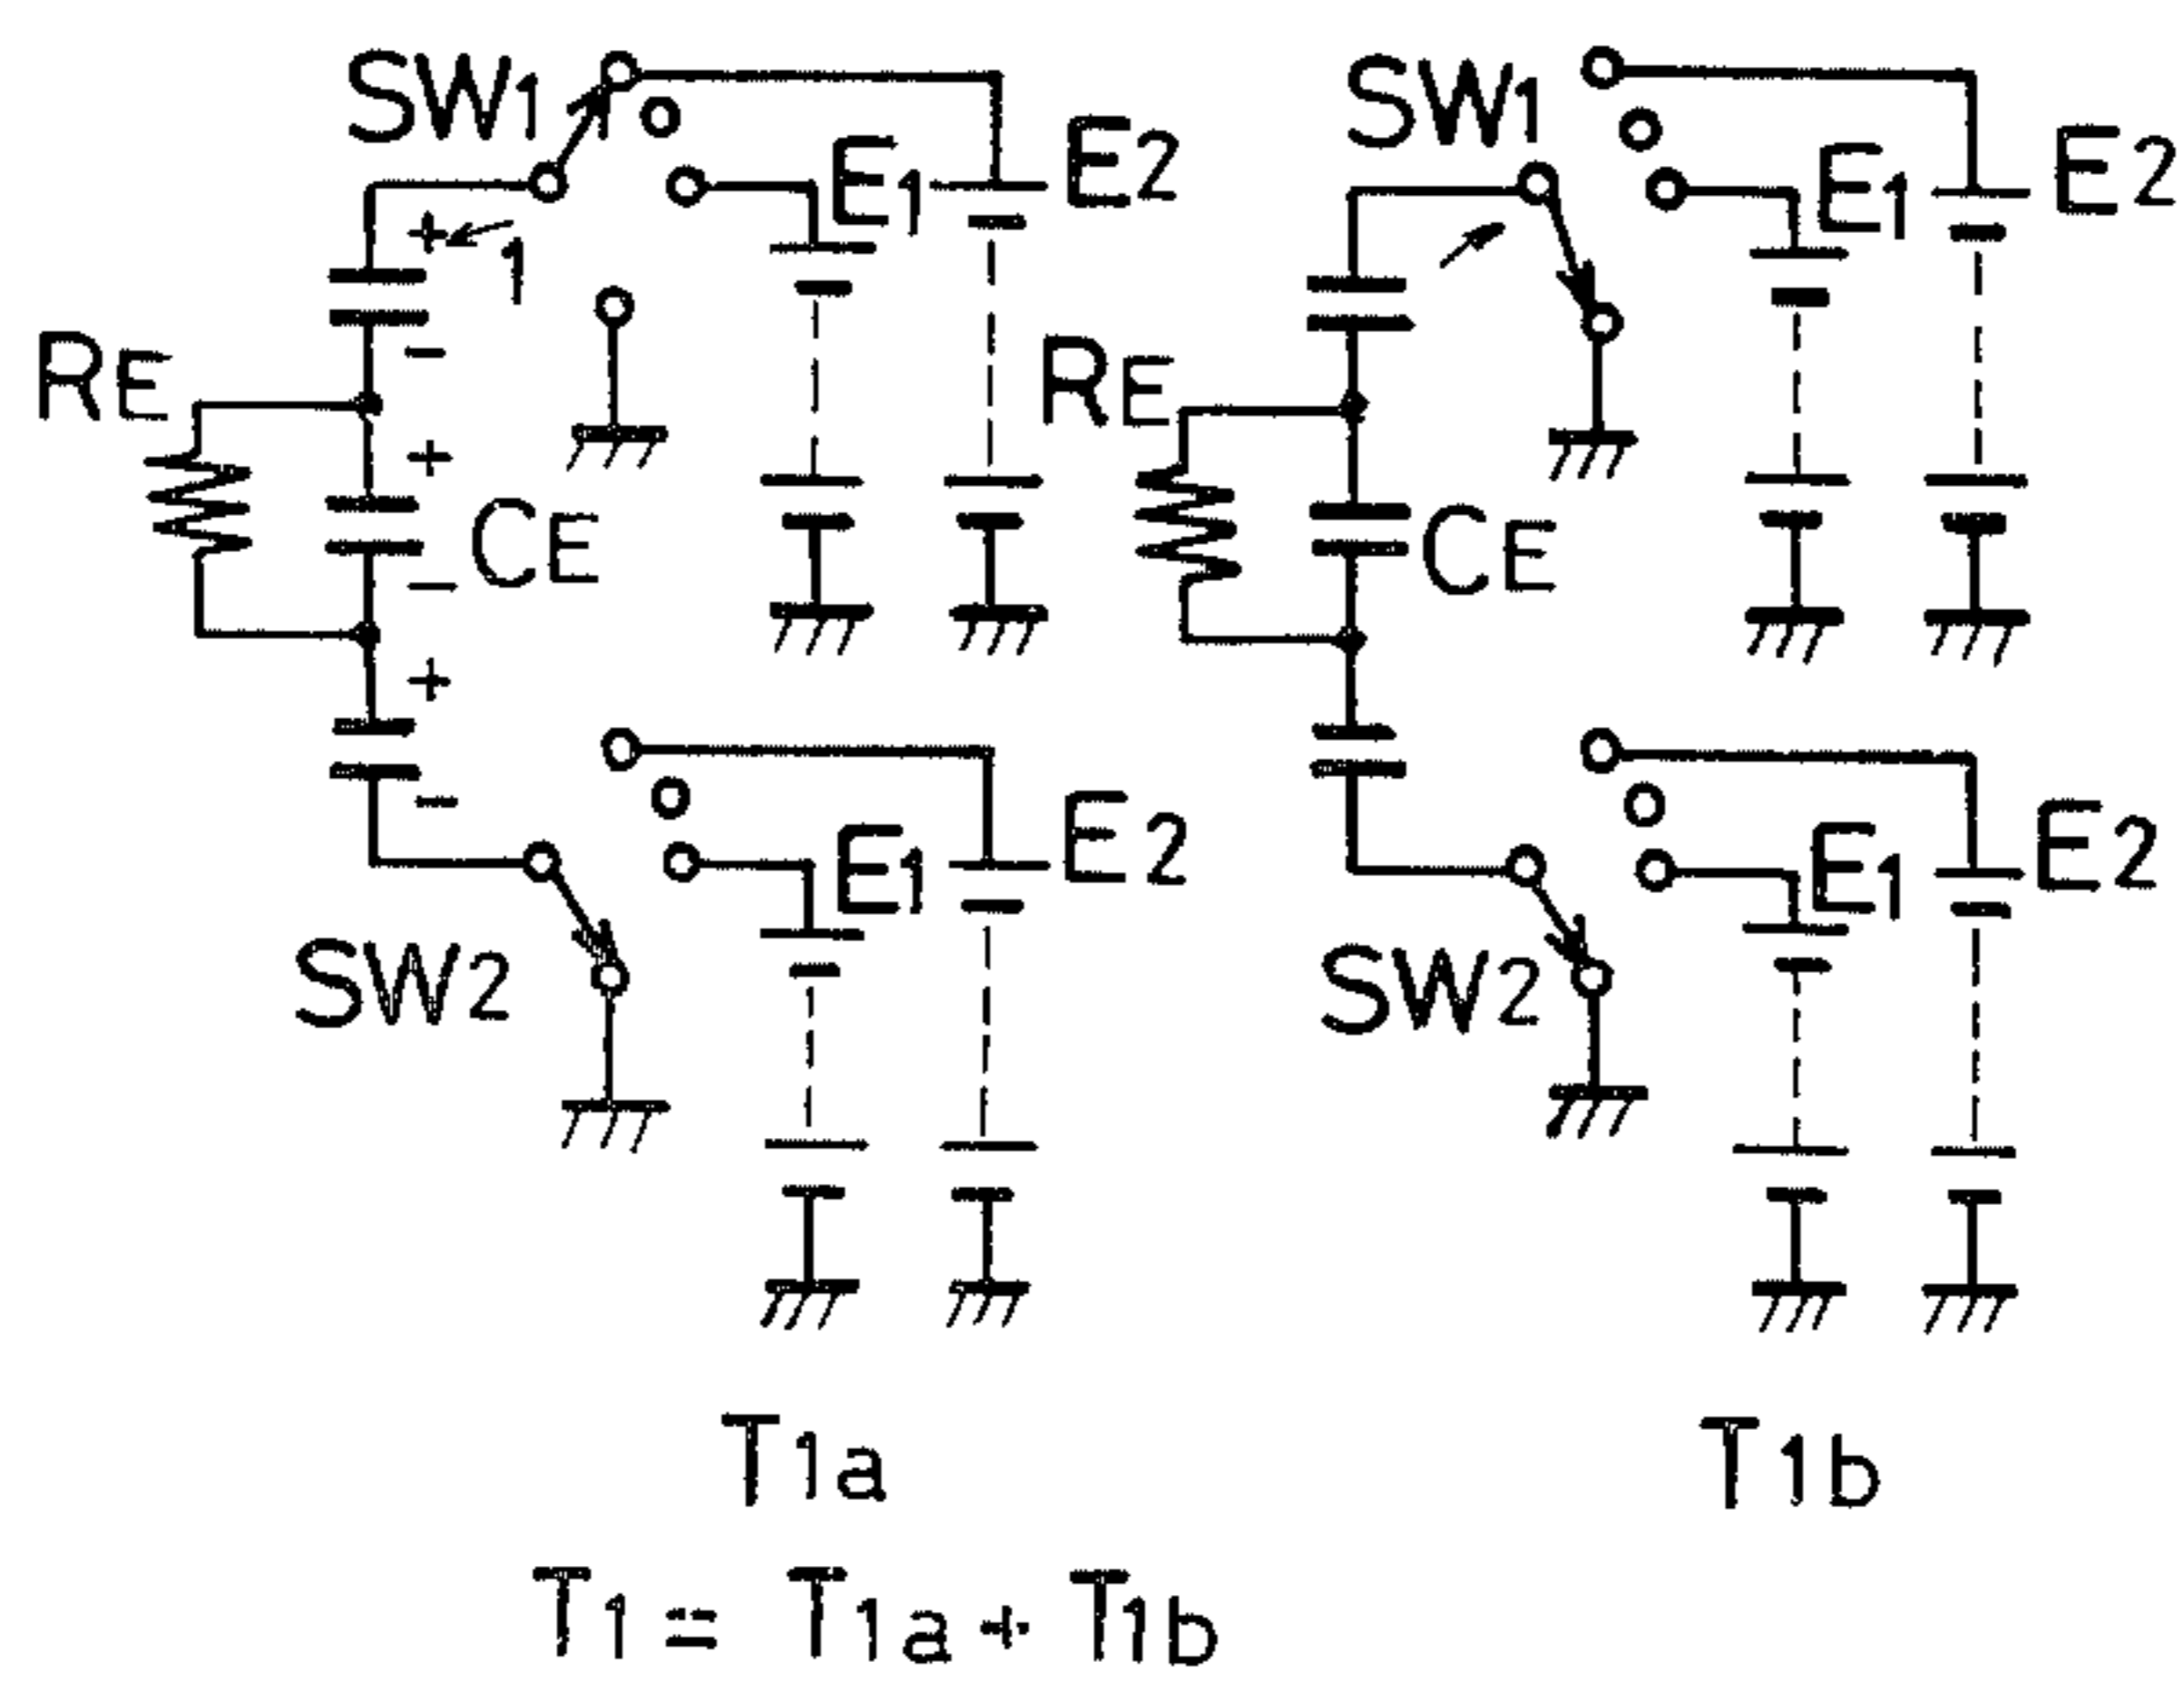 SW1
E1
E2
+
1
-
RE
+
CE
-
+
-
E1
E2
SW2
SW1
E1
E2
RE
CE
E1
E2
SW2
T1a
T1b
T1 = T1a + T1b